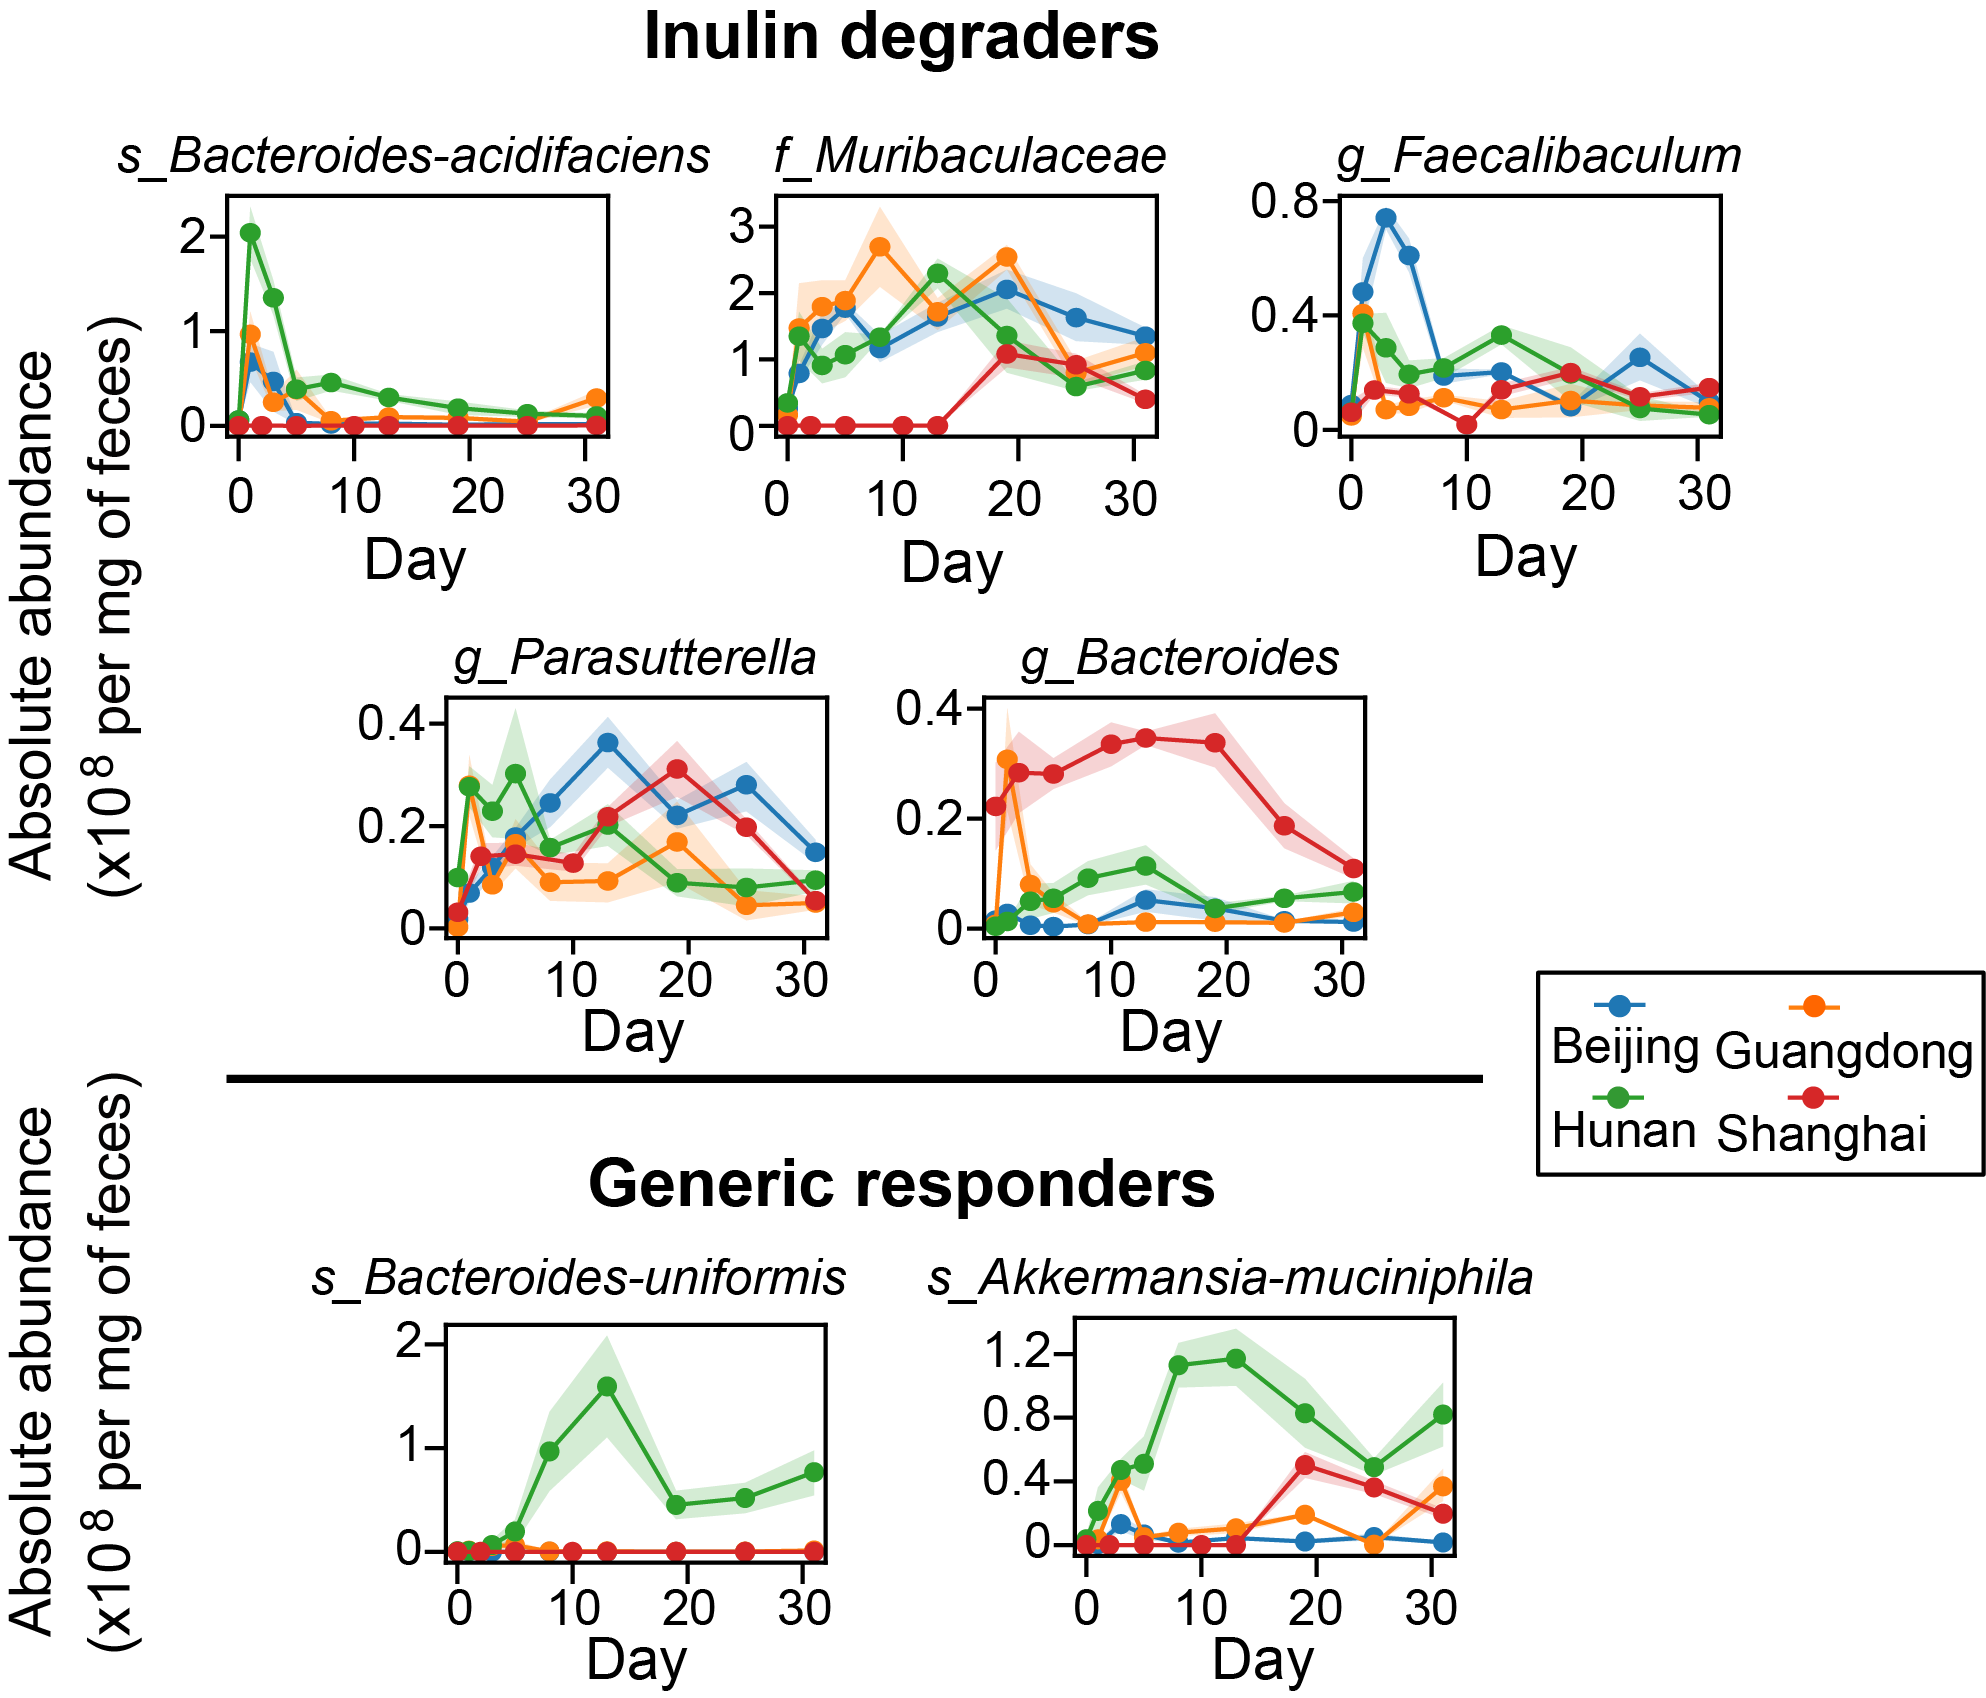 Inulin degraders
s_Bacteroides-acidifaciens
f_Muribaculaceae
g_Faecalibaculum
2
1
0
0 10 20 30
Day
3
2
1
0
0 10 20 30
Day
0.8
0.4
0
0 10 20 30
Day
Absolute abundance
(x10^8 per mg of feces)
g_Parasutterella
g_Bacteroides
0.4
0.2
0
0 10 20 30
Day
0.4
0.2
0
0 10 20 30
Day
Beijing Guangdong
Hunan Shanghai
Generic responders
Absolute abundance
(x10^8 per mg of feces)
s_Bacteroides-uniformis
s_Akkermansia-muciniphila
2
1
0
0 10 20 30
Day
1.2
0.8
0.4
0
0 10 20 30
Day